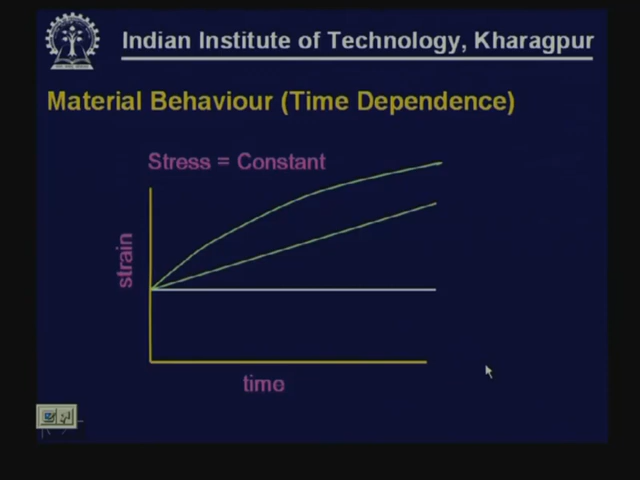 Indian Institute of Technology, Kharagpur
Material Behaviour (Time Dependence)
Stress = Constant
strain
time